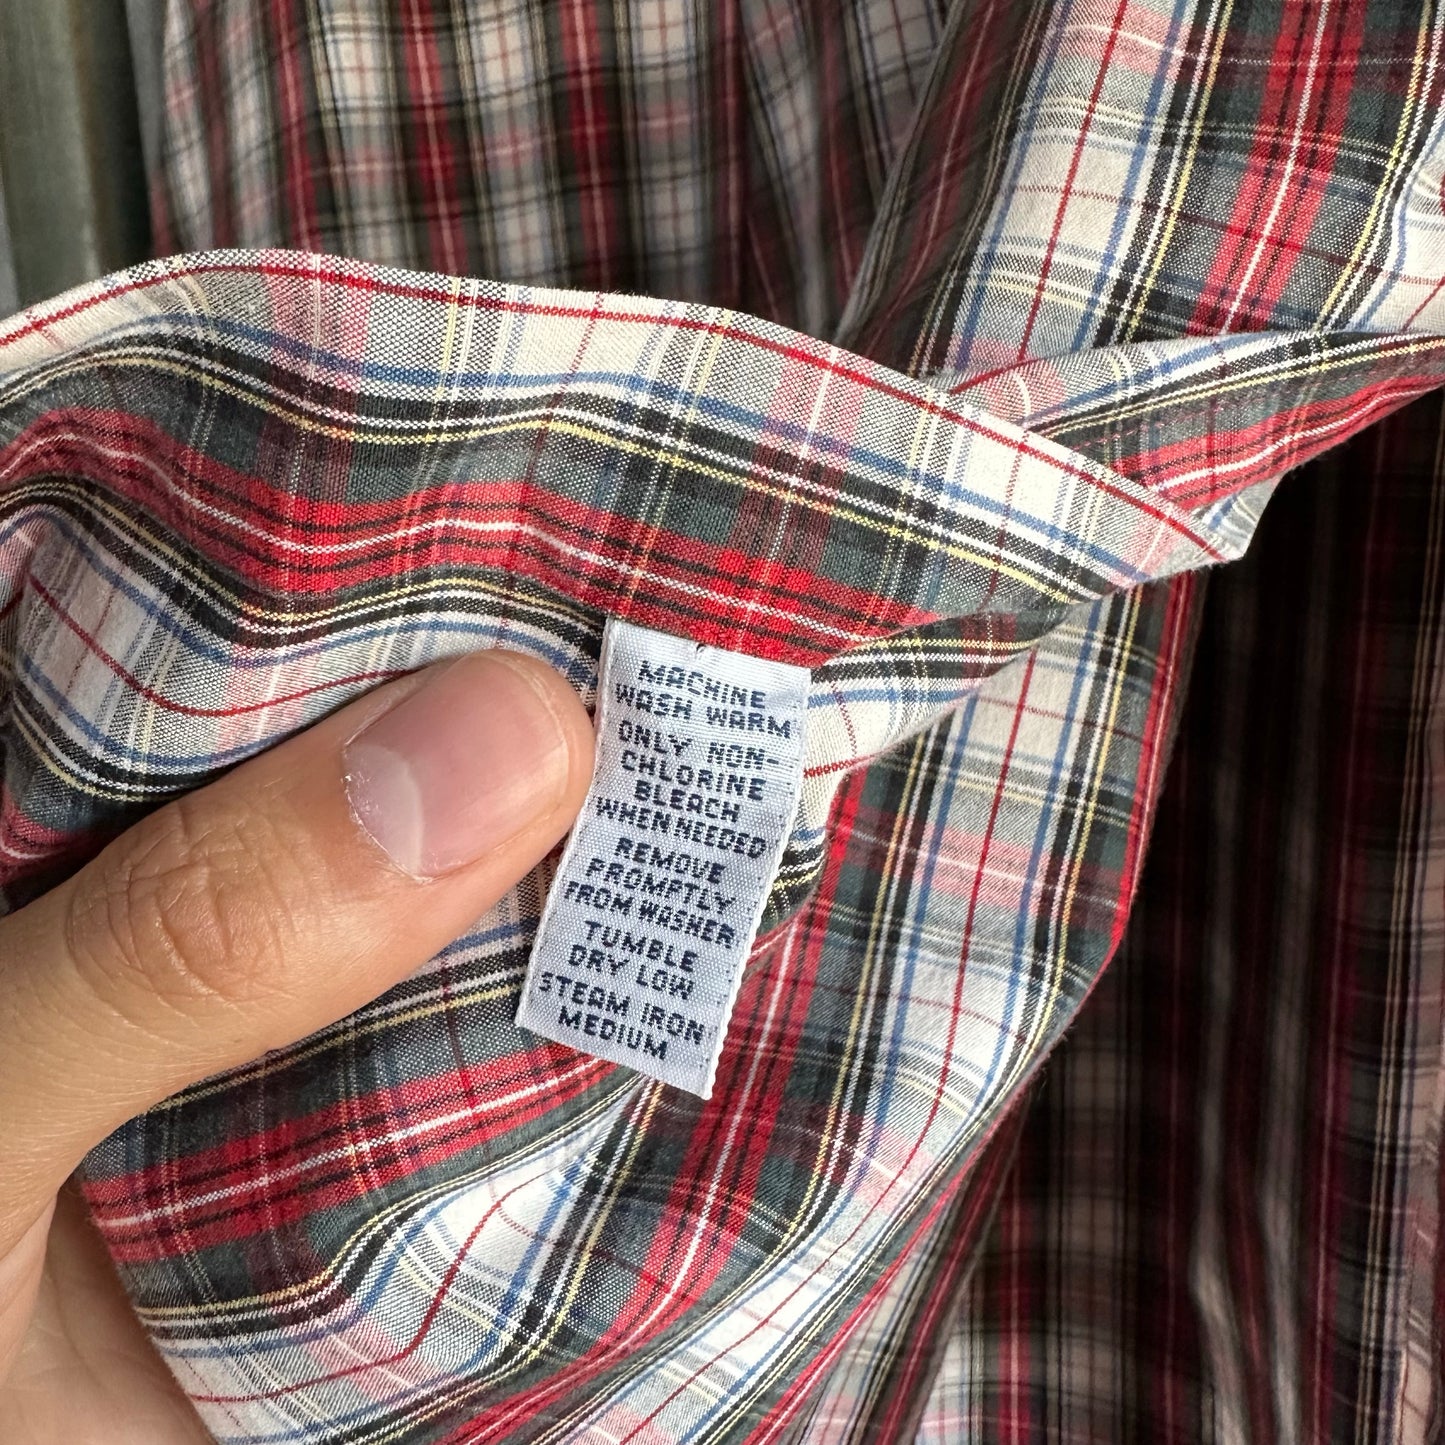 MACHINE
WASH WARM
ONLY NON-
CHLORINE
BLEACH
WHEN NEEDED
REMOVE
PROMPTLY
FROM WASHER
TUMBLE
DRY LOW
STEAM IRON
MEDIUM